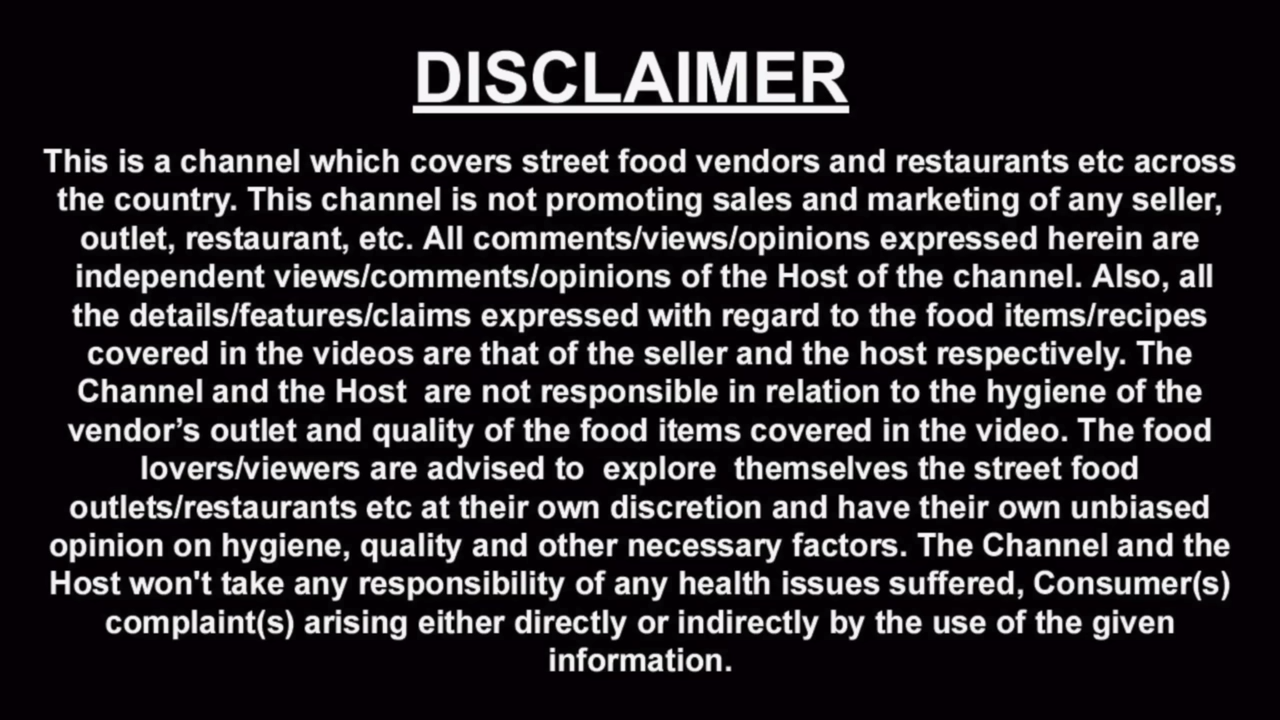 DISCLAIMER
This is a channel which covers street food vendors and restaurants etc across
the country. This channel is not promoting sales and marketing of any seller,
outlet, restaurant, etc. All comments/views/opinions expressed herein are
independent views/comments/opinions of the Host of the channel. Also, all
the details/features/claims expressed with regard to the food items/recipes
covered in the videos are that of the seller and the host respectively. The
Channel and the Host  are not responsible in relation to the hygiene of the
vendor’s outlet and quality of the food items covered in the video. The food
lovers/viewers are advised to  explore  themselves the street food
outlets/restaurants etc at their own discretion and have their own unbiased
opinion on hygiene, quality and other necessary factors. The Channel and the
Host won't take any responsibility of any health issues suffered, Consumer(s)
complaint(s) arising either directly or indirectly by the use of the given
information.